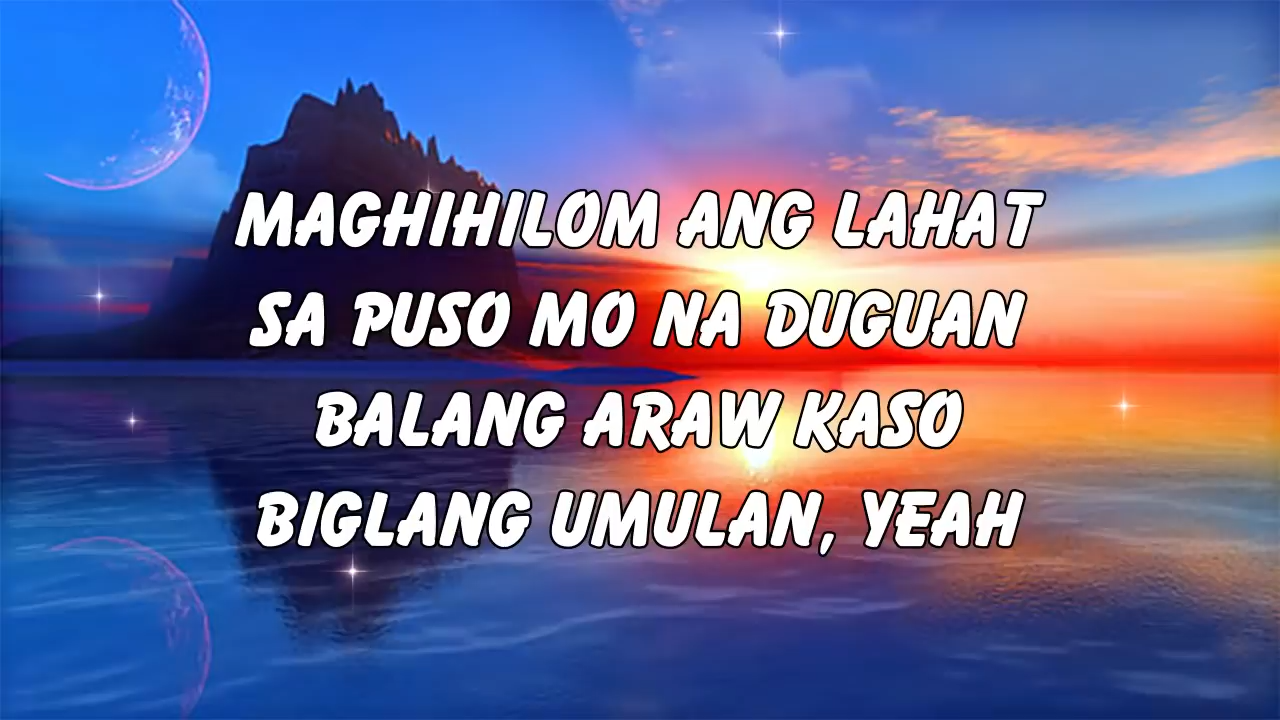 MAGHIHILOM ANG LAHAT
SA PUSO MO NA DUGUAN
BALANG ARAW KASO
BIGLANG UMULAN, YEAH